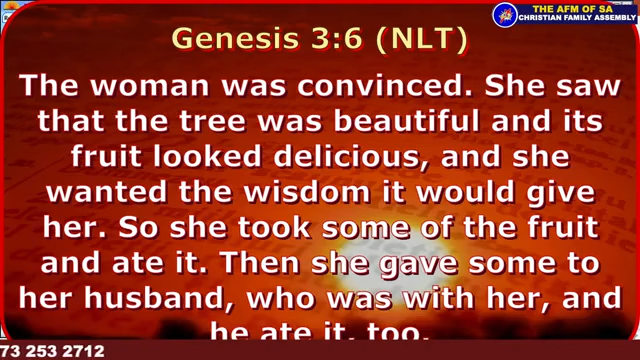 THE AFM OF SA
CHRISTIAN FAMILY ASSEMBLY
Genesis 3:6 (NLT)
The woman was convinced. She saw
that the tree was beautiful and its
fruit looked delicious, and she
wanted the wisdom it would give
her. So she took some of the fruit
and ate it. Then she gave some to
her husband, who was with her, and
he ate it, too.
73 253 2712